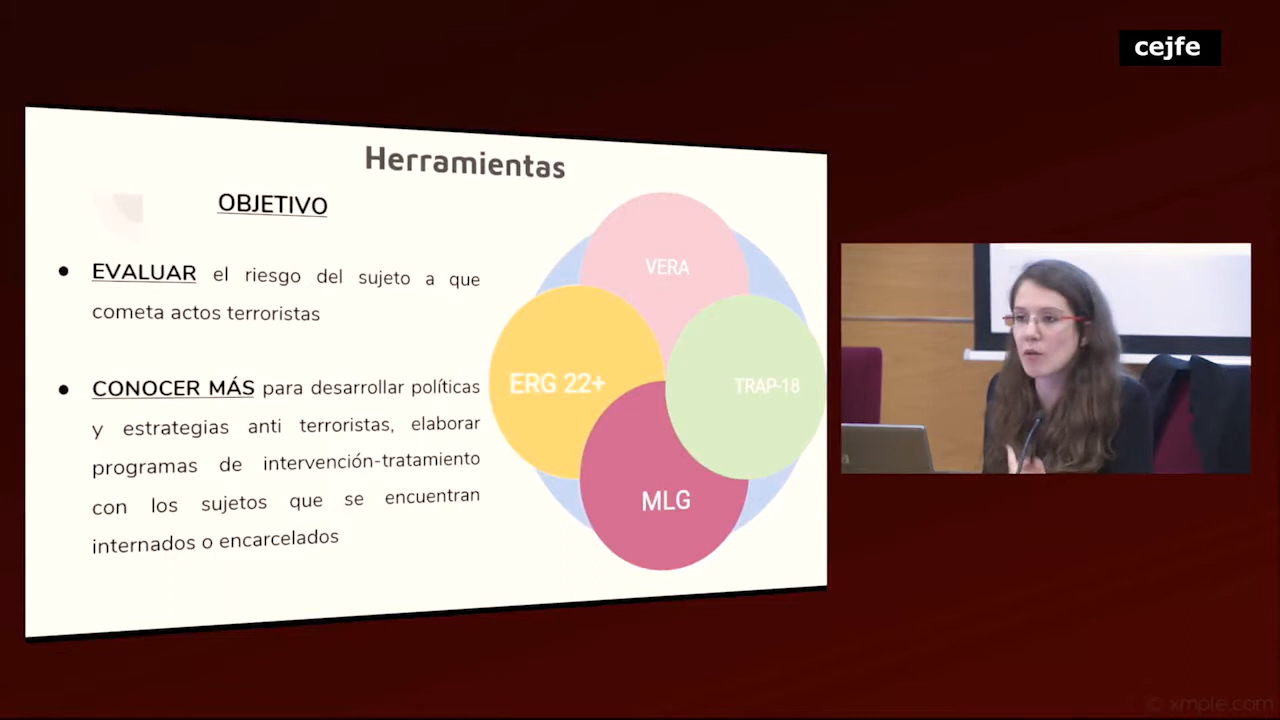 cejfe
Herramientas
OBJETIVO
● EVALUAR el riesgo del sujeto a que
cometa actos terroristas
● CONOCER MÁS para desarrollar políticas
y estrategias anti terroristas, elaborar
programas de intervención-tratamiento
con los sujetos que se encuentran
internados o encarcelados
VERA
ERG 22+
TRAP-18
MLG
© xmple.com